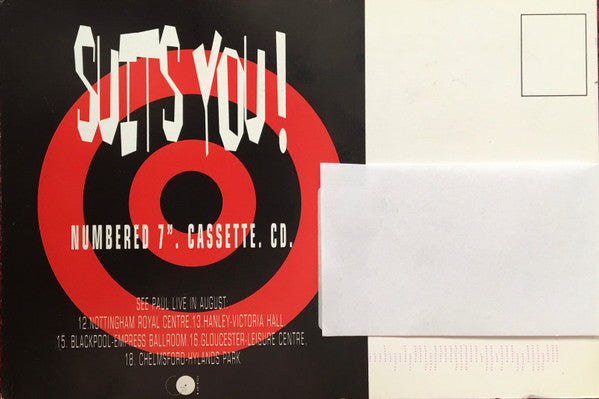 SUITS YOU!
NUMBERED 7". CASSETTE. CD.
SEE PAUL LIVE IN AUGUST:
12.NOTTINGHAM ROYAL CENTRE.13.HANLEY-VICTORIA HALL
15. BLACKPOOL-EMPRESS BALLROOM.16.GLOUCESTER-LEISURE CENTRE.
18. CHELMSFORD-HYLANDS PARK